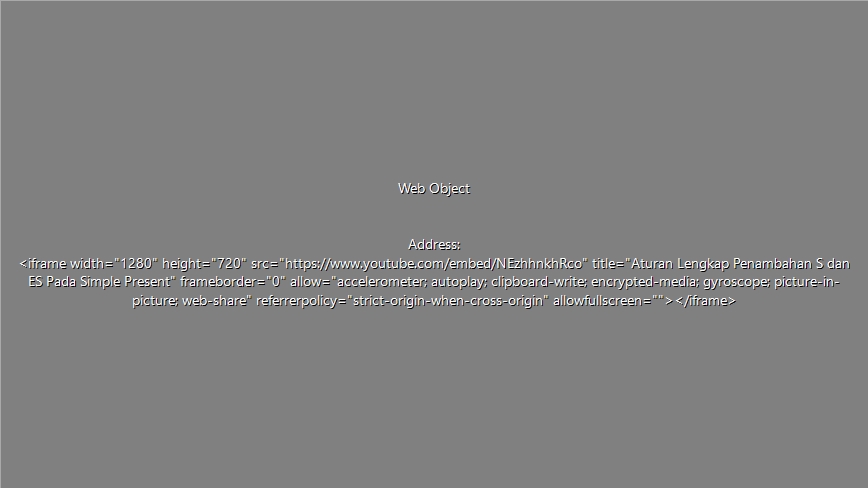 Web Object
Address:
<iframe width="1280" height="720" src="https://www.youtube.com/embed/NEzhhnkhRco" title="Aturan Lengkap Penambahan S dan
ES Pada Simple Present" frameborder="0" allow="accelerometer; autoplay; clipboard-write; encrypted-media; gyroscope; picture-in-
picture; web-share" referrerpolicy="strict-origin-when-cross-origin" allowfullscreen=""></iframe>